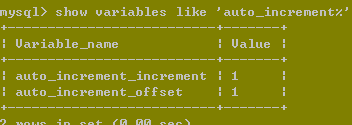 mysql> show variables like 'auto_increment%'
+--------------------------+-------+
| Variable_name            | Value |
+--------------------------+-------+
| auto_increment_increment | 1     |
| auto_increment_offset    | 1     |
+--------------------------+-------+
2 rows in set (0.00 sec)